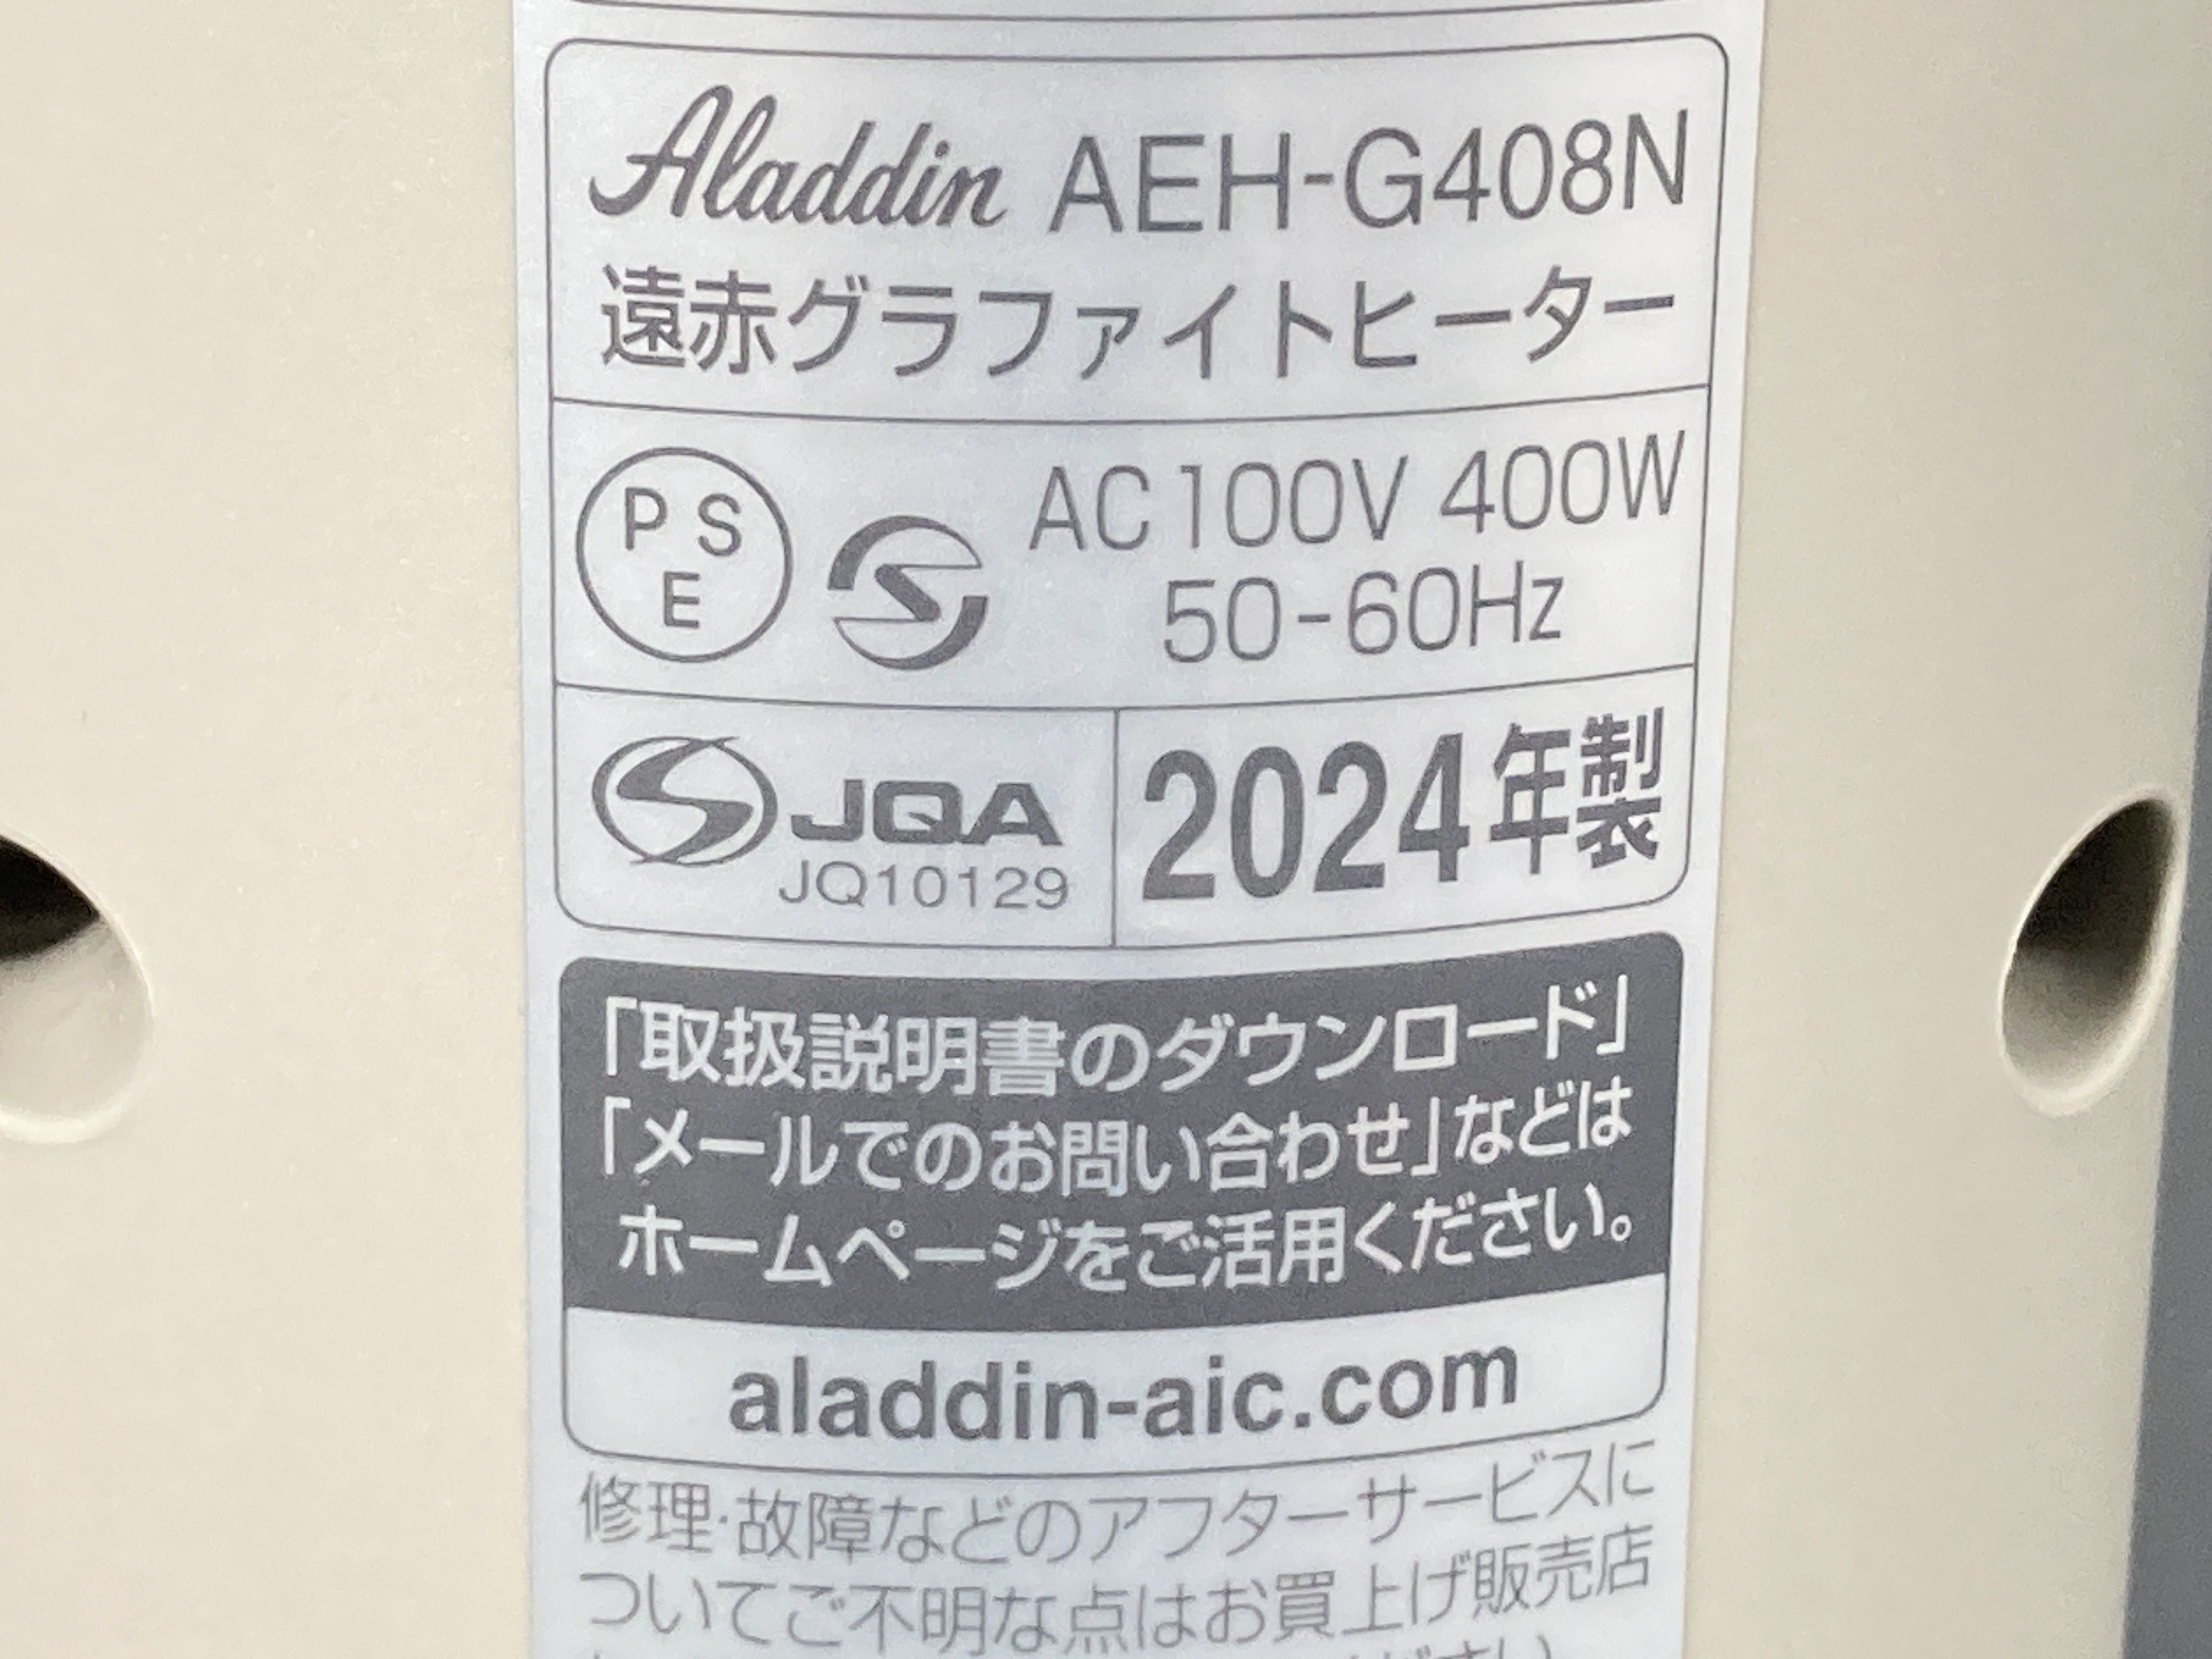 Aladdin AEH-G408N
遠赤グラファイトヒーター
PS
E
AC100V 400W
50-60Hz
JQA
JQ10129
2024年製
「取扱説明書のダウンロード」
「メールでのお問い合わせ」などは
ホームページをご活用ください。
aladdin-aic.com
修理・故障などのアフターサービスに
ついてご不明な点はお買上げ販売店